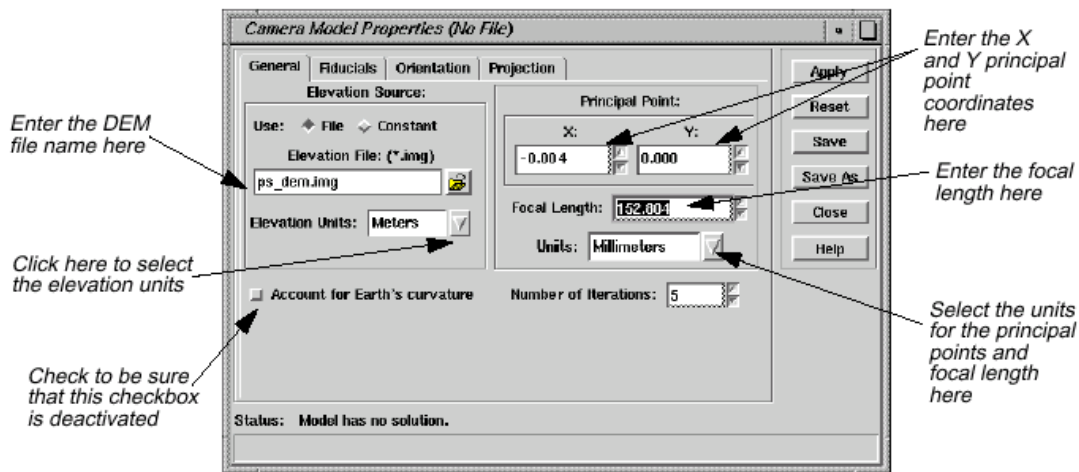 Camera Model Properties (No File)
General
Fiducials
Orientation
Projection
Elevation Source:
Use:
File
Constant
Elevation File: (*.img)
ps_dem.img
Elevation Units:
Meters
Account for Earth's curvature
Principal Point:
X:
Y:
-0.004
0.000
Focal Length:
152.804
Units:
Millimeters
Number of Iterations:
5
Status: Model has no solution.
Apply
Reset
Save
Save As
Close
Help
Enter the DEM
file name here
Click here to select
the elevation units
Check to be sure
that this checkbox
is deactivated
Enter the X
and Y principal
point
coordinates
here
Enter the focal
length here
Select the units
for the principal
points and
focal length
here